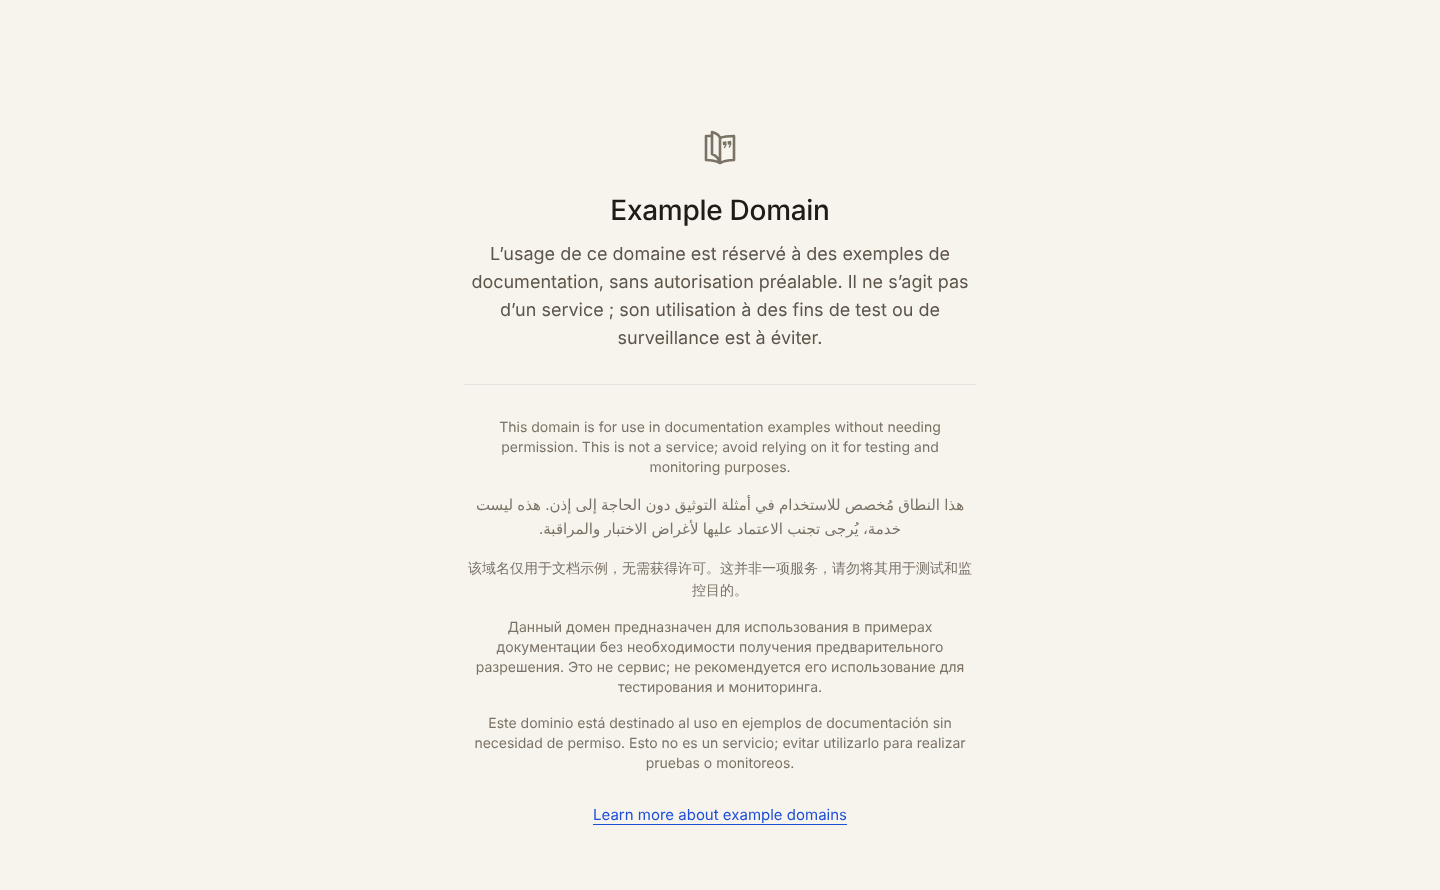 Example Domain
L’usage de ce domaine est réservé à des exemples de
documentation, sans autorisation préalable. Il ne s’agit pas
d’un service ; son utilisation à des fins de test ou de
surveillance est à éviter.
This domain is for use in documentation examples without needing
permission. This is not a service; avoid relying on it for testing and
monitoring purposes.
هذا النطاق مُخصص للاستخدام في أمثلة التوثيق دون الحاجة إلى إذن. هذه ليست
خدمة، يُرجى تجنب الاعتماد عليها لأغراض الاختبار والمراقبة.
该域名仅用于文档示例，无需获得许可。这并非一项服务，请勿将其用于测试和监
控目的。
Данный домен предназначен для использования в примерах
документации без необходимости получения предварительного
разрешения. Это не сервис; не рекомендуется его использование для
тестирования и мониторинга.
Este dominio está destinado al uso en ejemplos de documentación sin
necesidad de permiso. Esto no es un servicio; evitar utilizarlo para realizar
pruebas o monitoreos.
Learn more about example domains